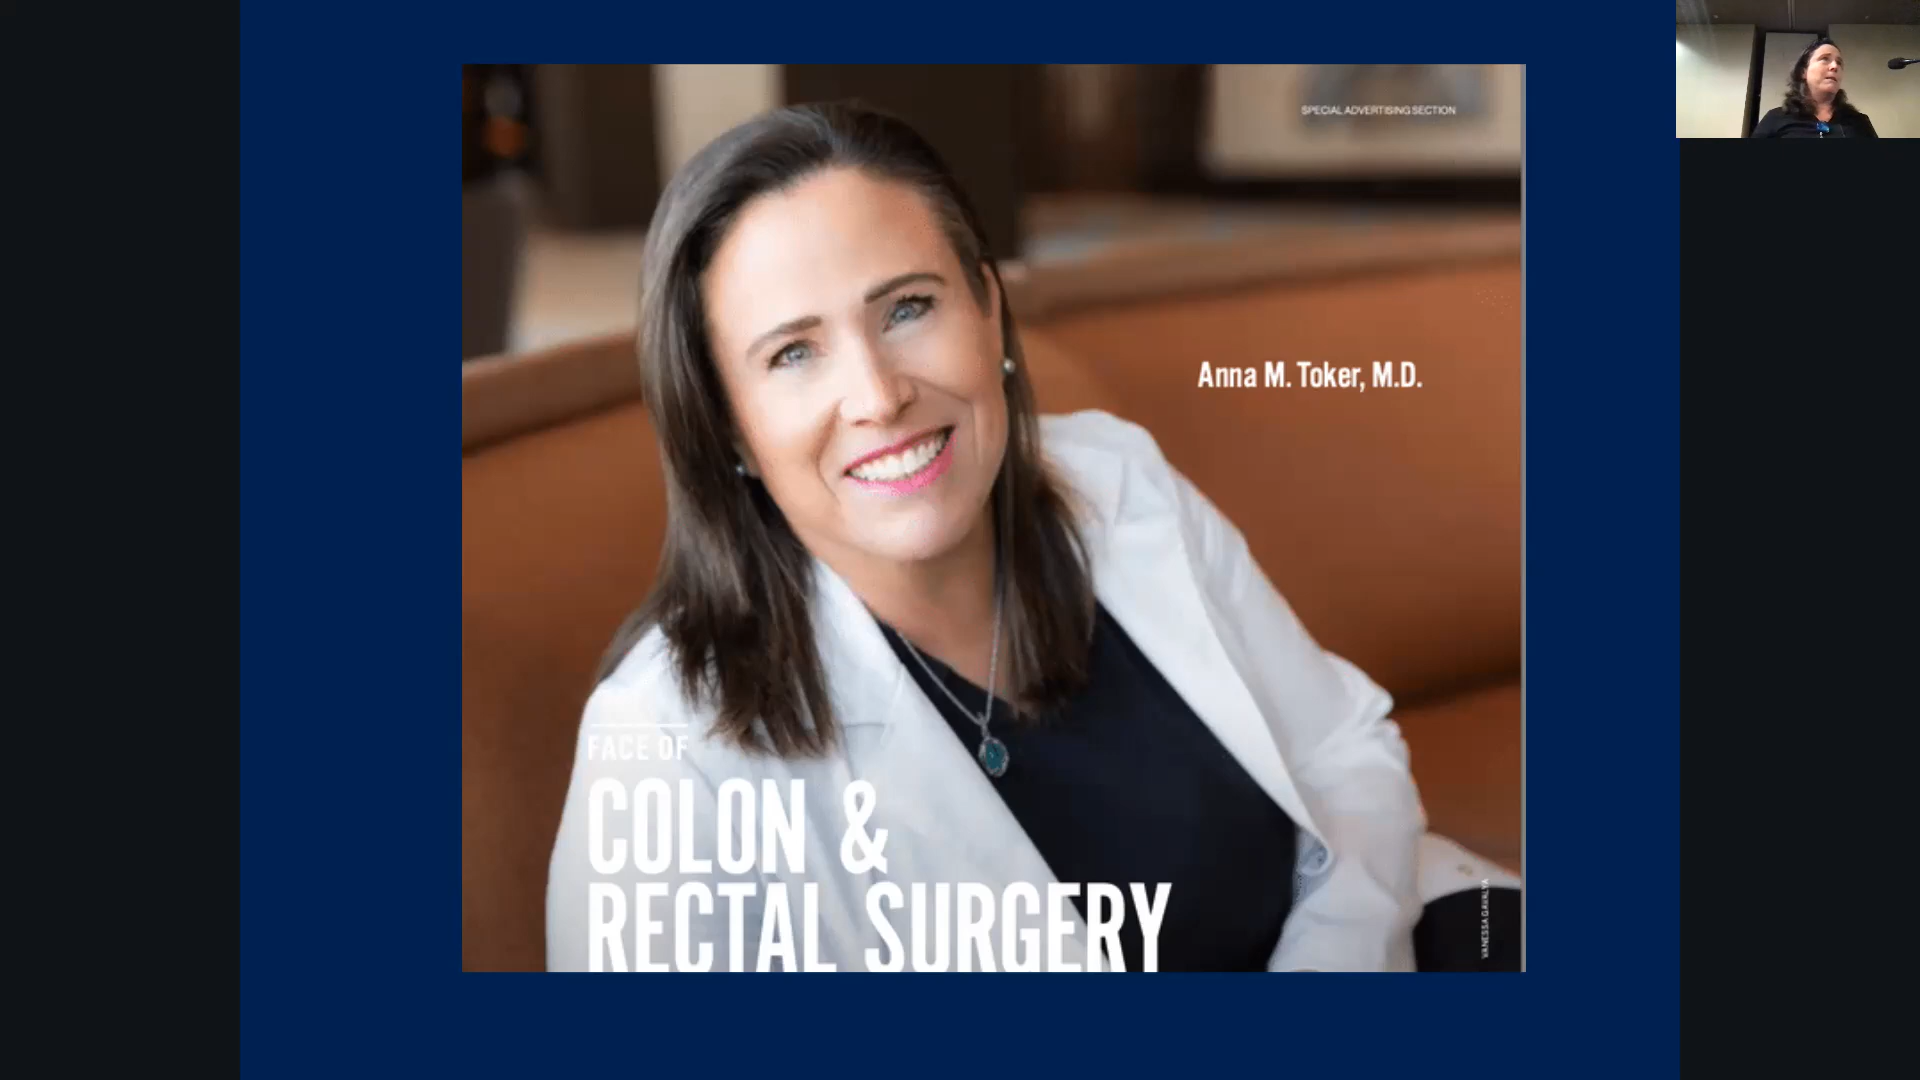 SPECIAL ADVERTISING SECTION
Anna M. Toker, M.D.
FACE OF
COLON &
RECTAL SURGERY
VANESSA GAVALYA